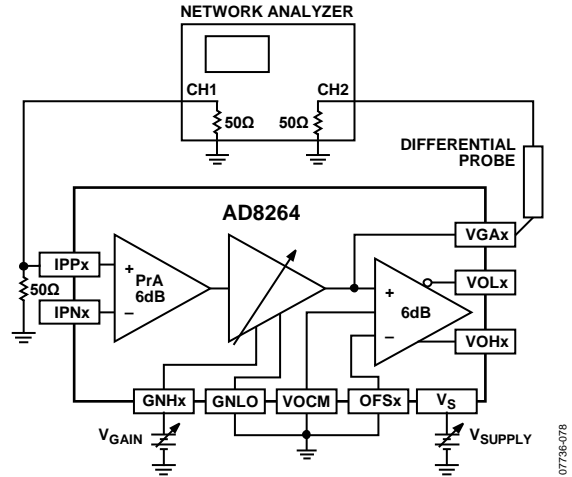 NETWORK ANALYZER
CH1
CH2
50Ω
50Ω
DIFFERENTIAL
PROBE
AD8264
VGAx
IPPx
+
PrA
6dB
–
50Ω
IPNx
+
6dB
–
VOLx
VOHx
GNHx
GNLO
VOCM
OFSx
VS
VGAIN
VSUPPLY
07736-078